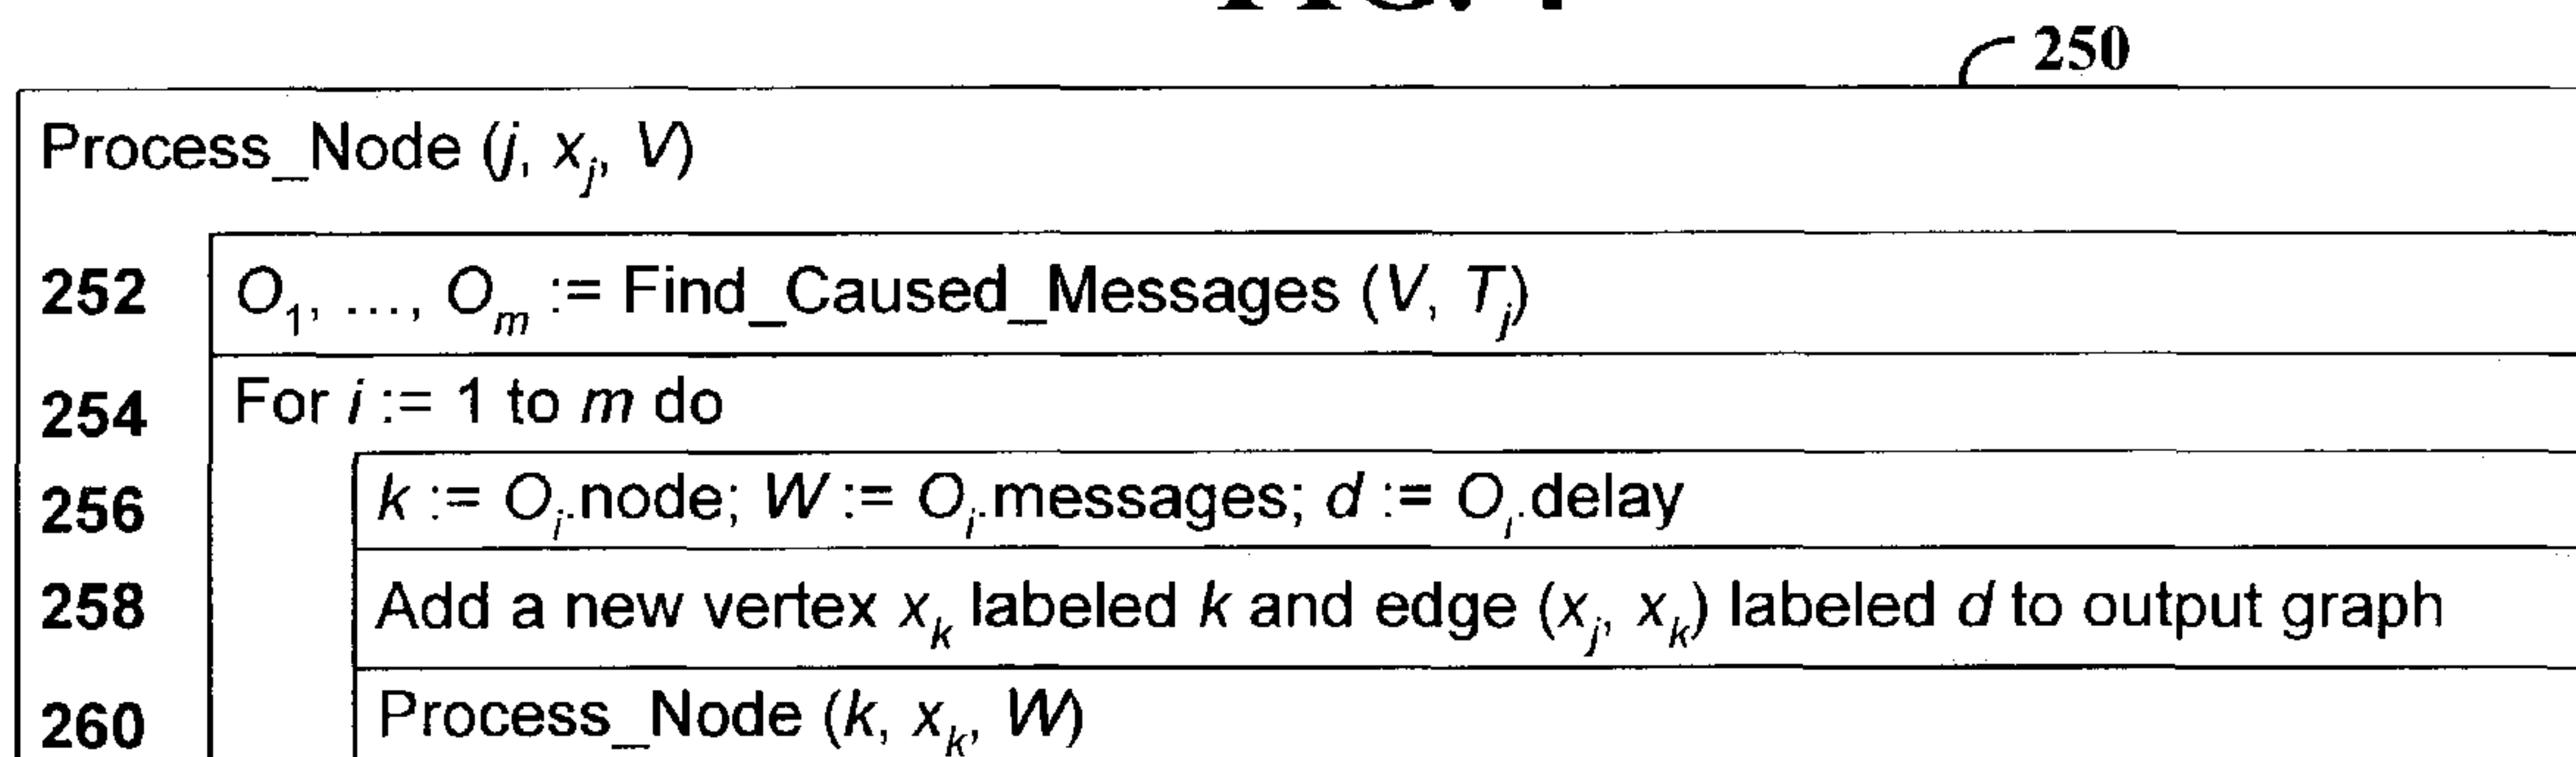 250
Process_Node (j, xj, V)
252 O1, ..., Om := Find_Caused_Messages (V, Tj)
254 For i := 1 to m do
256 k := Oi.node; W := Oi.messages; d := Oi.delay
258 Add a new vertex xk labeled k and edge (xj, xk) labeled d to output graph
260 Process_Node (k, xk, W)